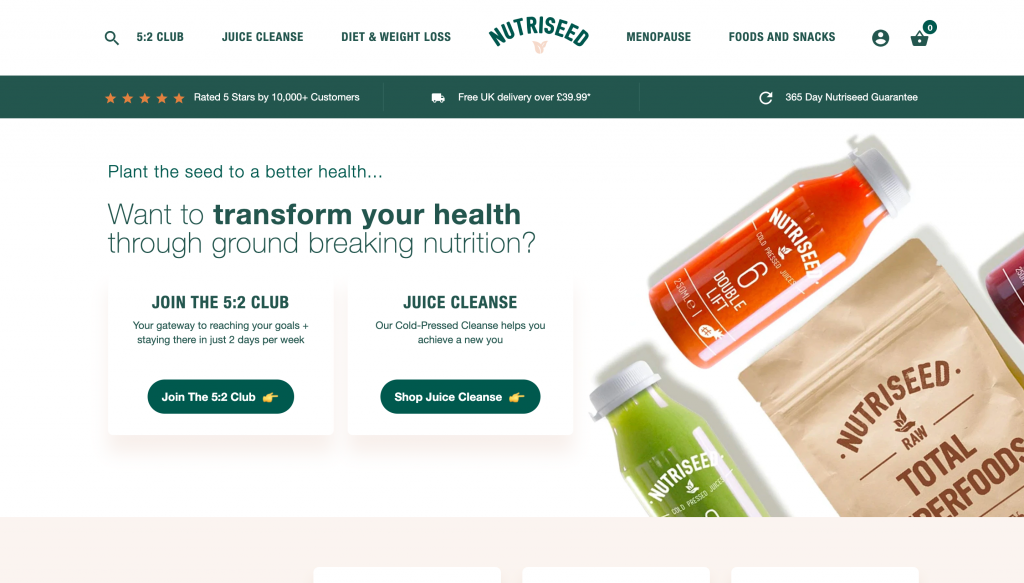 5:2 CLUB
JUICE CLEANSE
DIET & WEIGHT LOSS
NUTRISEED
MENOPAUSE
FOODS AND SNACKS
0
Rated 5 Stars by 10,000+ Customers
Free UK delivery over £39.99*
365 Day Nutriseed Guarantee
Plant the seed to a better health...
Want to transform your health
through ground breaking nutrition?
JOIN THE 5:2 CLUB
Your gateway to reaching your goals +
staying there in just 2 days per week
Join The 5:2 Club
JUICE CLEANSE
Our Cold-Pressed Cleanse helps you
achieve a new you
Shop Juice Cleanse
NUTRISEED
COLD PRESSED JUICES
6
DOUBLE
LIFT
250ML e
NUTRISEED
COLD PRESSED JUICES
· NUTRISEED ·
RAW
TOTAL